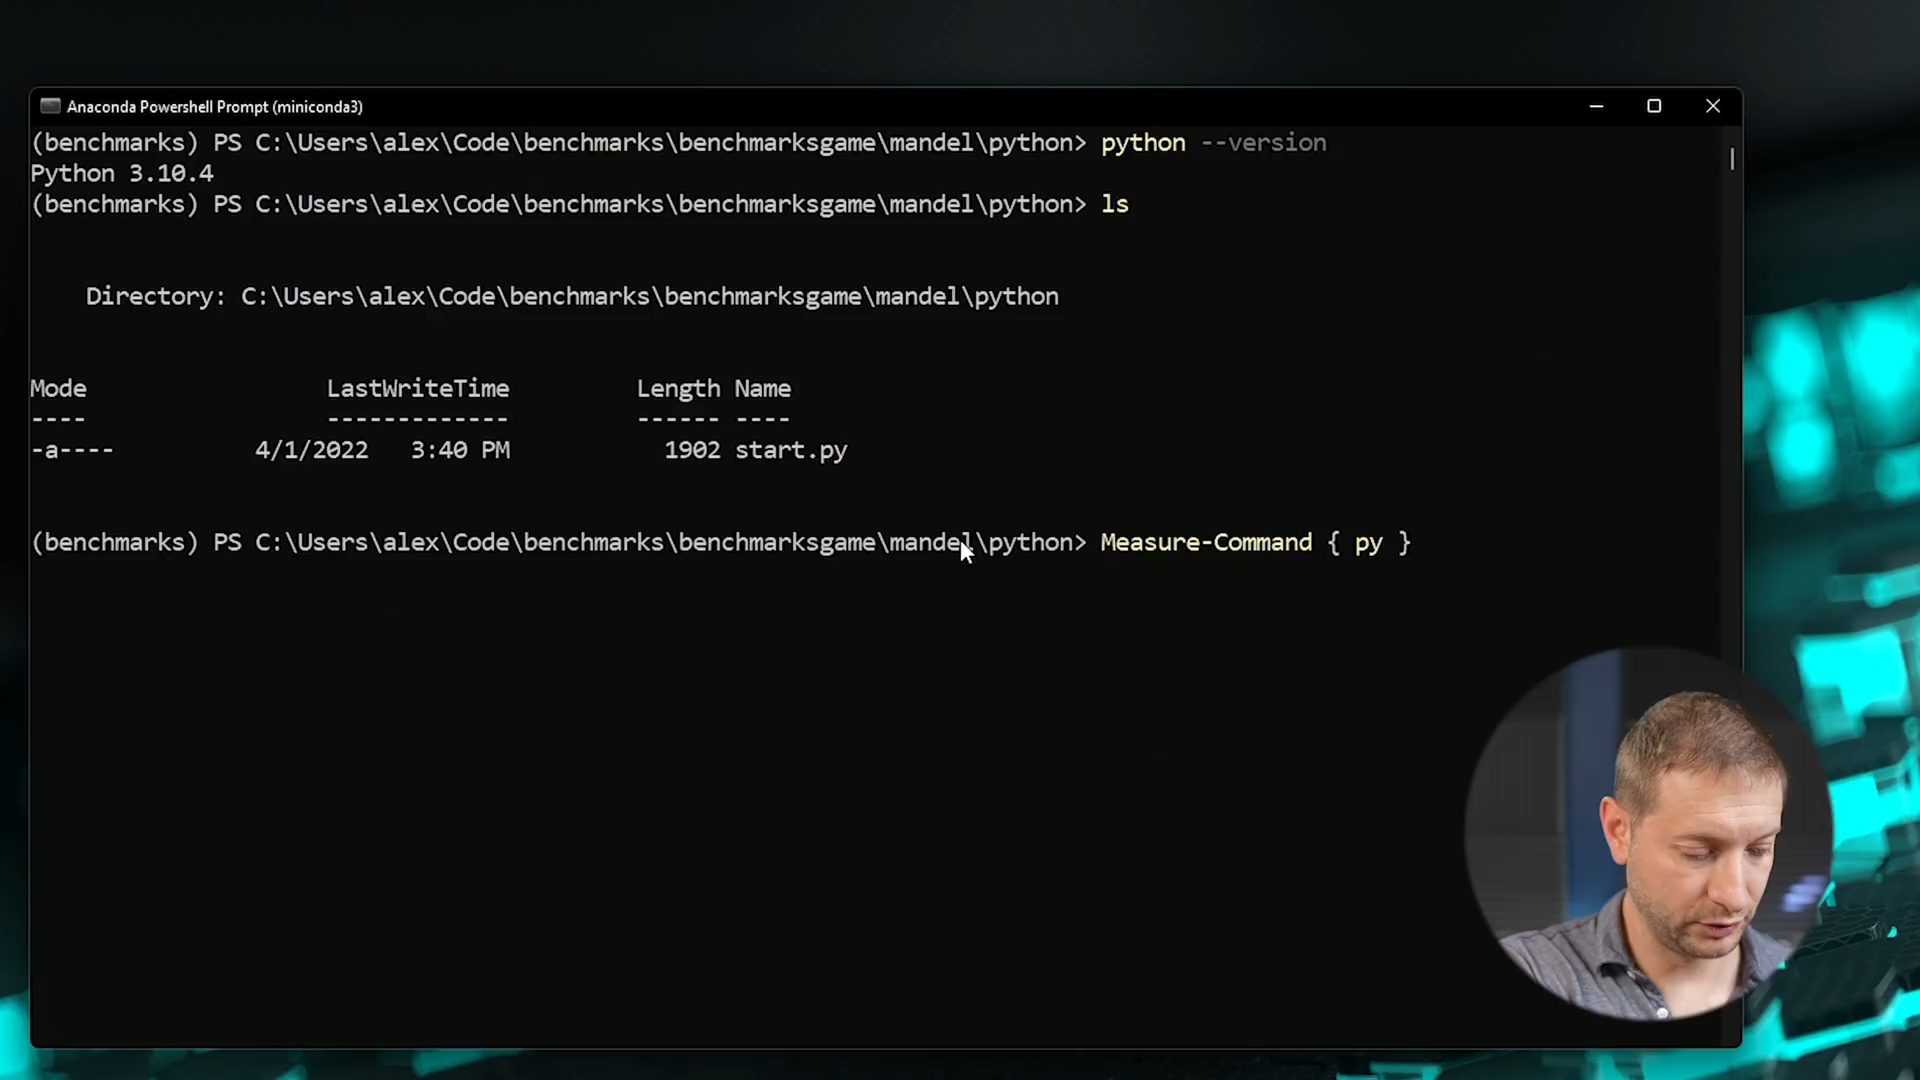 Anaconda Powershell Prompt (miniconda3)
(benchmarks) PS C:\Users\alex\Code\benchmarks\benchmarksgame\mandel\python> python --version
Python 3.10.4
(benchmarks) PS C:\Users\alex\Code\benchmarks\benchmarksgame\mandel\python> ls
Directory: C:\Users\alex\Code\benchmarks\benchmarksgame\mandel\python
Mode LastWriteTime Length Name
---- ------------- ------ ----
-a---- 4/1/2022 3:40 PM 1902 start.py
(benchmarks) PS C:\Users\alex\Code\benchmarks\benchmarksgame\mandel\python> Measure-Command { py }